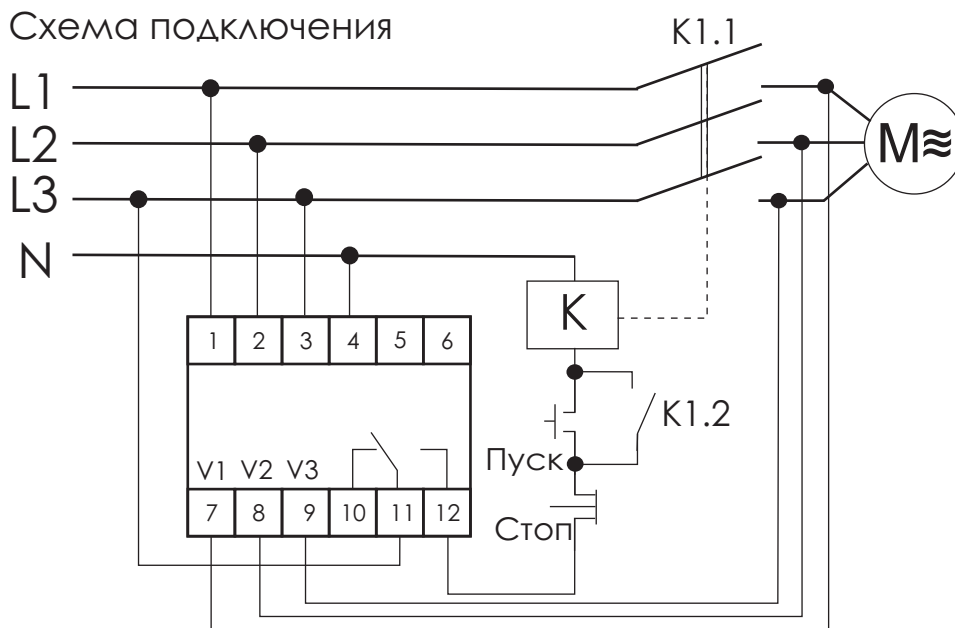 Схема подключения
K1.1
L1
L2
L3
N
M≋
K
1 2 3 4 5 6
K1.2
Пуск
V1 V2 V3
7 8 9 10 11 12
Стоп